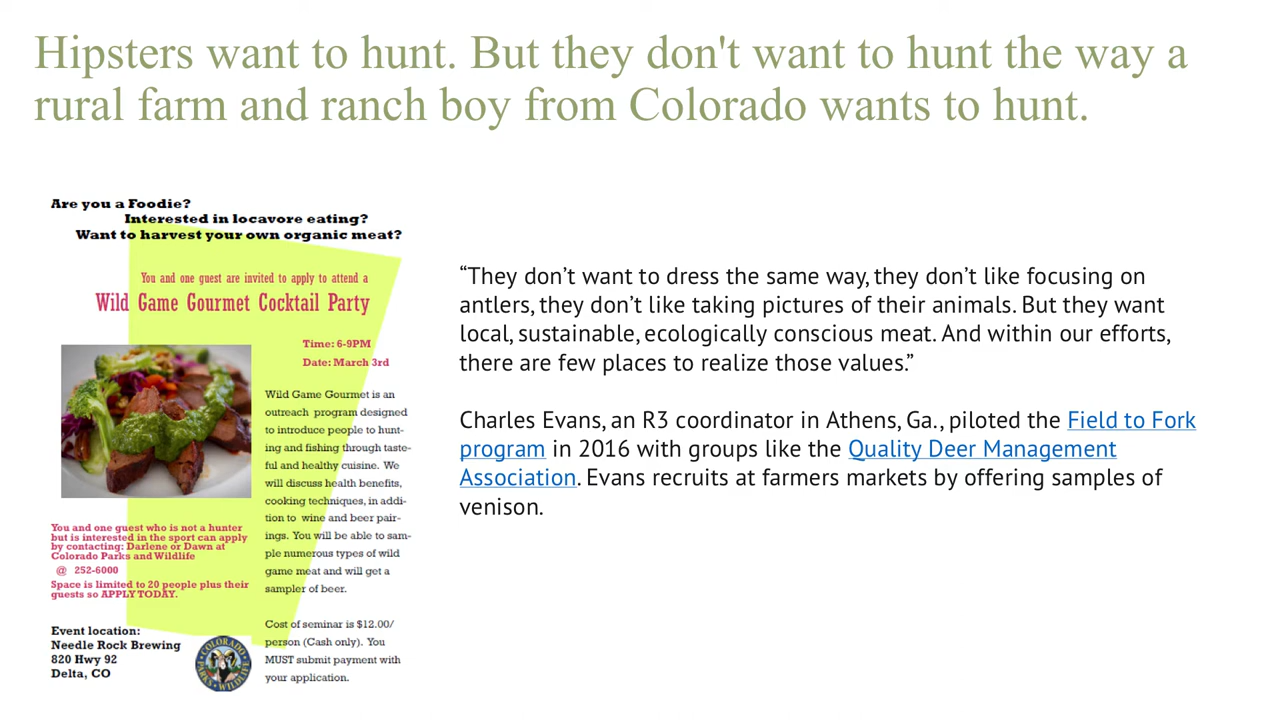 Hipsters want to hunt. But they don't want to hunt the way a
rural farm and ranch boy from Colorado wants to hunt.
Are you a Foodie?
Interested in locavore eating?
Want to harvest your own organic meat?
You and one guest are invited to apply to attend a
Wild Game Gourmet Cocktail Party
Time: 6-9PM
Date: March 3rd
Wild Game Gourmet is an
outreach program designed
to introduce people to hunt-
ing and fishing through taste-
ful and healthy cuisine. We
will discuss health benefits,
cooking techniques, in addi-
tion to wine and beer pair-
ings. You will be able to sam-
ple numerous types of wild
game meat and will get a
sampler of beer.
Cost of seminar is $12.00/
person (Cash only). You
MUST submit payment with
your application.
You and one guest who is not a hunter
but is interested in the sport can apply
by contacting: Darlene or Dawn at
Colorado Parks and Wildlife
@ 252-6000
Space is limited to 20 people plus their
guests so APPLY TODAY.
Event location:
Needle Rock Brewing
820 Hwy 92
Delta, CO
COLORADO
PARKS & WILDLIFE
“They don’t want to dress the same way, they don’t like focusing on
antlers, they don’t like taking pictures of their animals. But they want
local, sustainable, ecologically conscious meat. And within our efforts,
there are few places to realize those values.”
Charles Evans, an R3 coordinator in Athens, Ga., piloted the Field to Fork
program in 2016 with groups like the Quality Deer Management
Association. Evans recruits at farmers markets by offering samples of
venison.